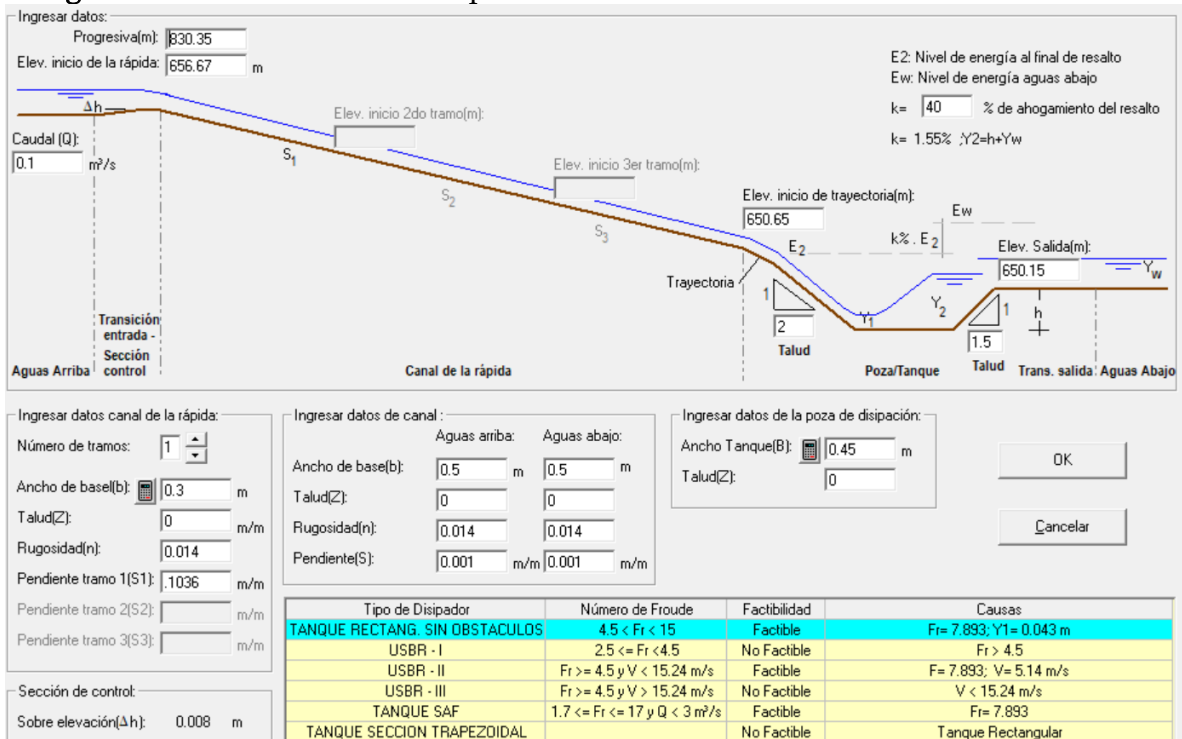 Ingresar datos:
Progresiva(m): 830.35
Elev. inicio de la rápida: 656.67 m
E2: Nivel de energía al final de resalto
Ew: Nivel de energía aguas abajo
k= 40 % de ahogamiento del resalto
k= 1.55% ;Y2=h+Yw
Δh
Caudal (Q):
0.1 m³/s
Elev. inicio 2do tramo(m):
S1
Elev. inicio 3er tramo(m):
S2
S3
Elev. inicio de trayectoria(m):
650.65
Ew
E2
k% . E2
Elev. Salida(m):
650.15
Yw
Trayectoria
1
2
Talud
Y1
Y2
1
1.5
Talud
h
Transición
entrada -
Sección
control
Aguas Arriba
Canal de la rápida
Poza/Tanque
Trans. salida
Aguas Abajo
Ingresar datos canal de la rápida:
Número de tramos: 1
Ancho de basel(b): 0.3 m
Talud(Z): 0 m/m
Rugosidad(n): 0.014
Pendiente tramo 1(S1): .1036 m/m
Pendiente tramo 2(S2): m/m
Pendiente tramo 3(S3): m/m
Sección de control:
Sobre elevación(Δh): 0.008 m
Ingresar datos de canal :
Aguas arriba: Aguas abajo:
Ancho de base(b): 0.5 m 0.5 m
Talud(Z): 0 0
Rugosidad(n): 0.014 0.014
Pendiente(S): 0.001 m/m 0.001 m/m
Ingresar datos de la poza de disipación:
Ancho Tanque(B): 0.45 m
Talud(Z): 0
OK
Cancelar
Tipo de Disipador Número de Froude Factibilidad Causas
TANQUE RECTANG. SIN OBSTACULOS 4.5 < Fr < 15 Factible Fr= 7.893; Y1= 0.043 m
USBR - I 2.5 <= Fr <4.5 No Factible Fr > 4.5
USBR - II Fr >= 4.5 y V < 15.24 m/s Factible F= 7.893; V= 5.14 m/s
USBR - III Fr >= 4.5 y V > 15.24 m/s No Factible V < 15.24 m/s
TANQUE SAF 1.7 <= Fr <= 17 y Q < 3 m³/s Factible Fr= 7.893
TANQUE SECCION TRAPEZOIDAL No Factible Tanque Rectangular